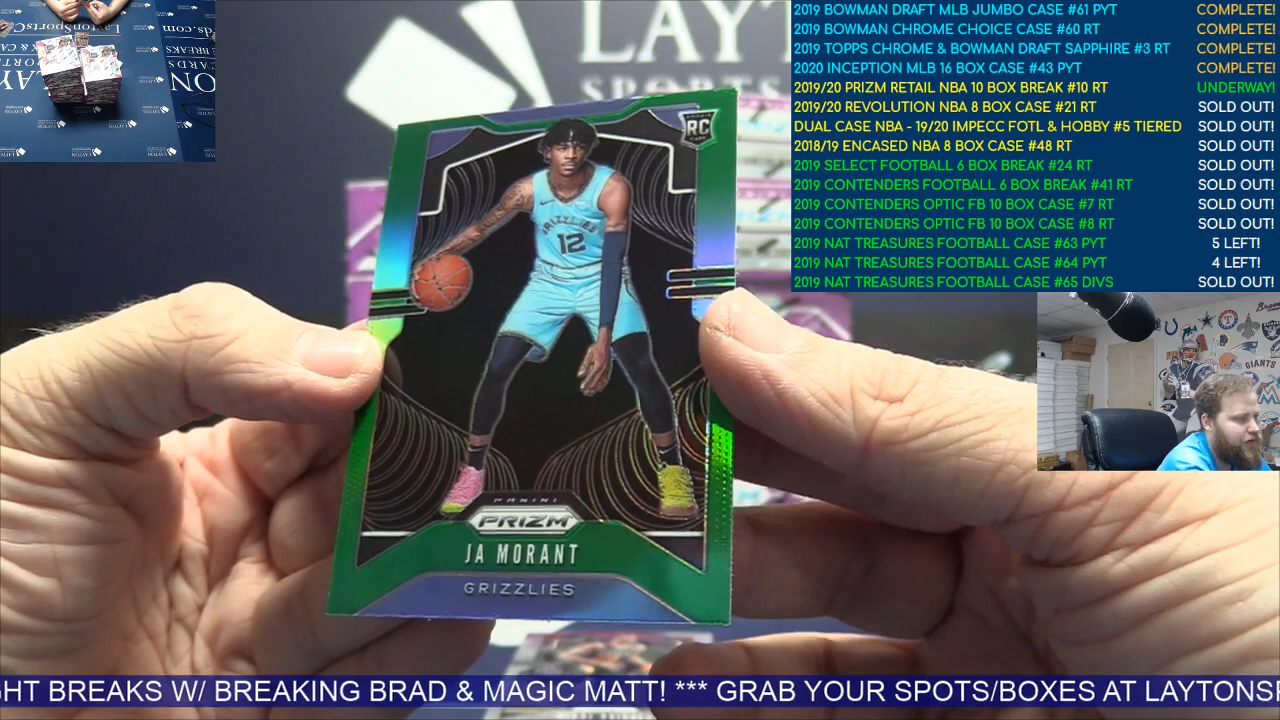 LAYT
SPORTS
2019 BOWMAN DRAFT MLB JUMBO CASE #61 PYT COMPLETE!
2019 BOWMAN CHROME CHOICE CASE #60 RT COMPLETE!
2019 TOPPS CHROME & BOWMAN DRAFT SAPPHIRE #3 RT COMPLETE!
2020 INCEPTION MLB 16 BOX CASE #43 PYT COMPLETE!
2019/20 PRIZM RETAIL NBA 10 BOX BREAK #10 RT UNDERWAY!
2019/20 REVOLUTION NBA 8 BOX CASE #21 RT SOLD OUT!
DUAL CASE NBA - 19/20 IMPECC FOTL & HOBBY #5 TIERED SOLD OUT!
2018/19 ENCASED NBA 8 BOX CASE #48 RT SOLD OUT!
2019 SELECT FOOTBALL 6 BOX BREAK #24 RT SOLD OUT!
2019 CONTENDERS FOOTBALL 6 BOX BREAK #41 RT SOLD OUT!
2019 CONTENDERS OPTIC FB 10 BOX CASE #7 RT SOLD OUT!
2019 CONTENDERS OPTIC FB 10 BOX CASE #8 RT SOLD OUT!
2019 NAT TREASURES FOOTBALL CASE #63 PYT 5 LEFT!
2019 NAT TREASURES FOOTBALL CASE #64 PYT 4 LEFT!
2019 NAT TREASURES FOOTBALL CASE #65 DIVS SOLD OUT!
RC
GRIZZLIES
12
PANINI
PRIZM
JA MORANT
GRIZZLIES
GIANTS
GHT BREAKS W/ BREAKING BRAD & MAGIC MATT! *** GRAB YOUR SPOTS/BOXES AT LAYTONSP